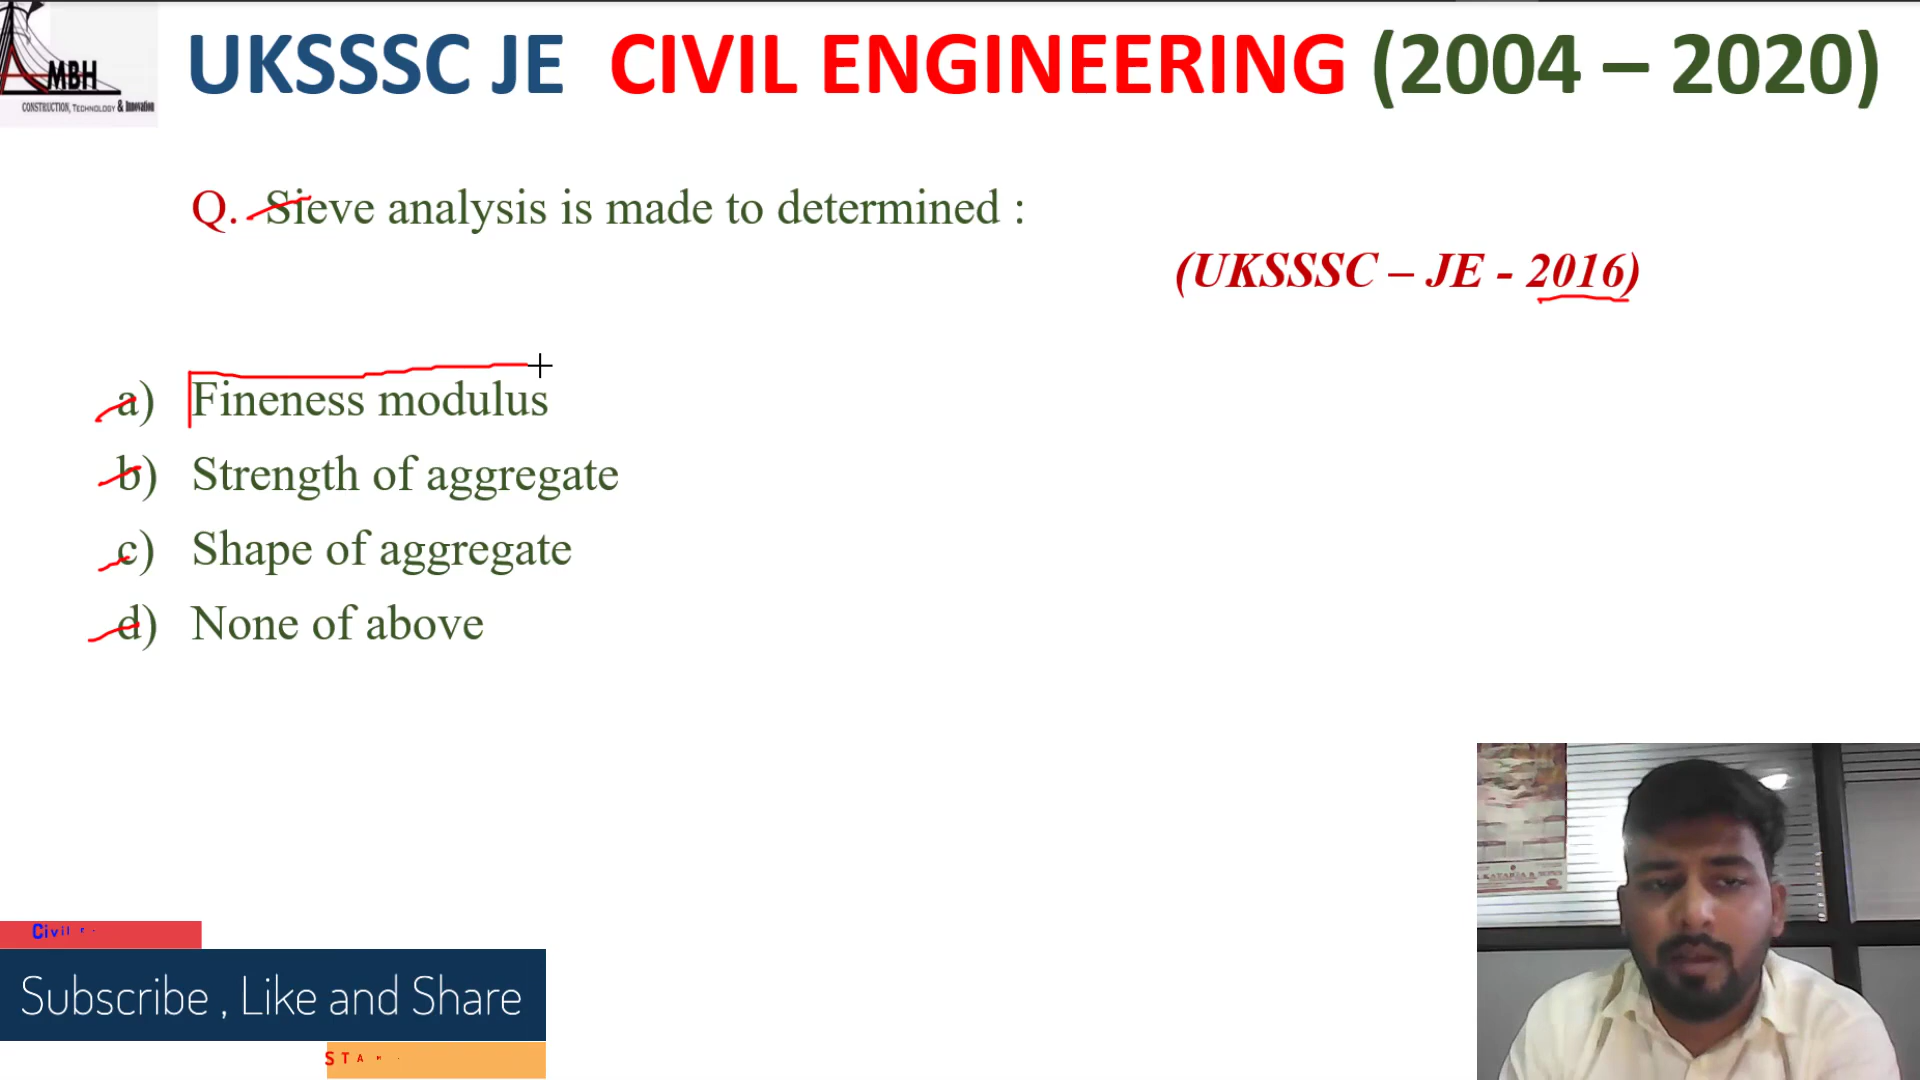 MBH
CONSTRUCTION, TECHNOLOGY & Innovation
UKSSSC JE CIVIL ENGINEERING (2004 – 2020)
Q. Sieve analysis is made to determined :
(UKSSSC – JE - 2016)
a) Fineness modulus
b) Strength of aggregate
c) Shape of aggregate
d) None of above
Civil
Subscribe , Like and Share
STA